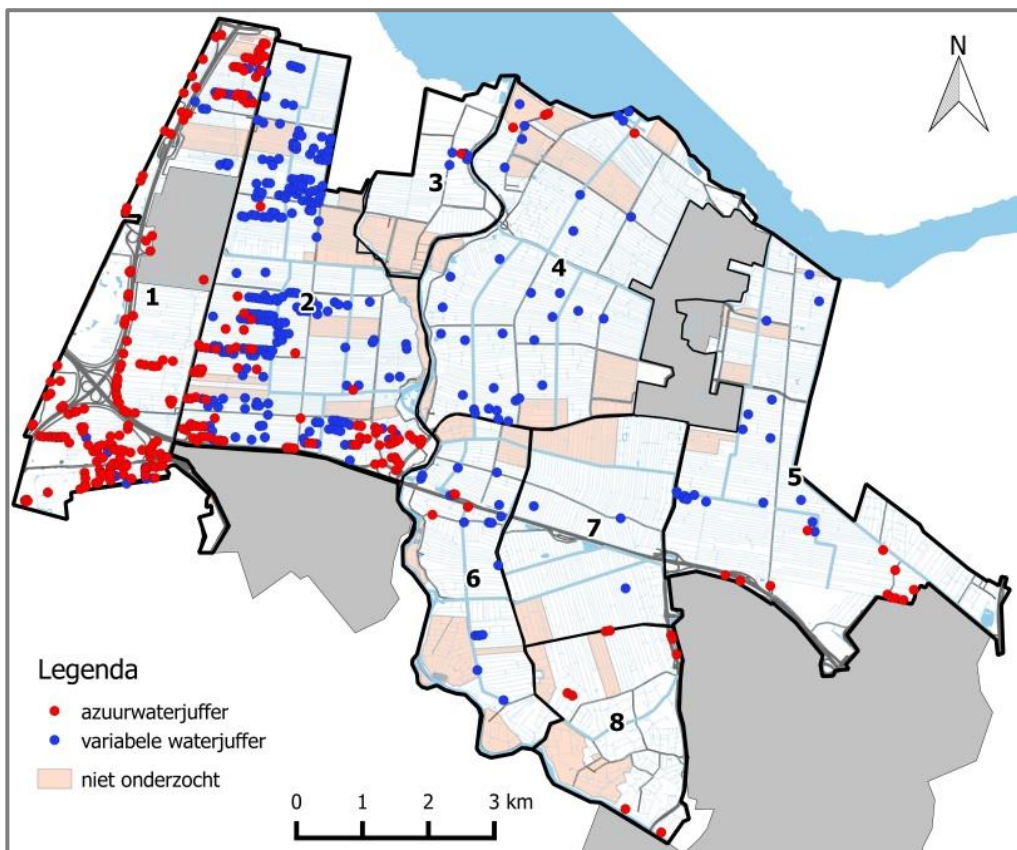 N
3
4
1
2
5
7
6
8
Legenda
azuurwaterjuffer
variabele waterjuffer
niet onderzocht
0 1 2 3 km